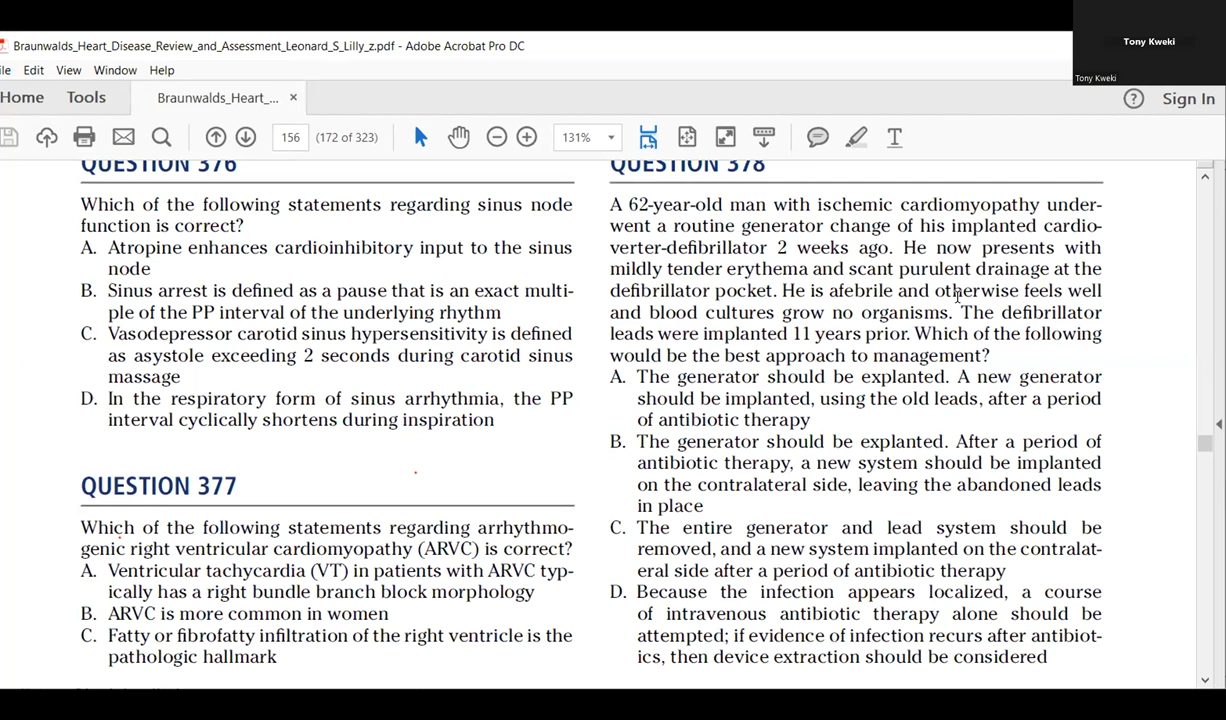 Tony Kweki
Tony Kweki
Braunwalds_Heart_Disease_Review_and_Assessment_Leonard_S_Lilly_z.pdf - Adobe Acrobat Pro DC
ile Edit View Window Help
Home Tools Braunwalds_Heart_... ×
? Sign In
156 (172 of 323) 131%
QUESTION 376
Which of the following statements regarding sinus node
function is correct?
A. Atropine enhances cardioinhibitory input to the sinus
node
B. Sinus arrest is defined as a pause that is an exact multi-
ple of the PP interval of the underlying rhythm
C. Vasodepressor carotid sinus hypersensitivity is defined
as asystole exceeding 2 seconds during carotid sinus
massage
D. In the respiratory form of sinus arrhythmia, the PP
interval cyclically shortens during inspiration
QUESTION 377
Which of the following statements regarding arrhythmo-
genic right ventricular cardiomyopathy (ARVC) is correct?
A. Ventricular tachycardia (VT) in patients with ARVC typ-
ically has a right bundle branch block morphology
B. ARVC is more common in women
C. Fatty or fibrofatty infiltration of the right ventricle is the
pathologic hallmark
QUESTION 378
A 62-year-old man with ischemic cardiomyopathy under-
went a routine generator change of his implanted cardio-
verter-defibrillator 2 weeks ago. He now presents with
mildly tender erythema and scant purulent drainage at the
defibrillator pocket. He is afebrile and otherwise feels well
and blood cultures grow no organisms. The defibrillator
leads were implanted 11 years prior. Which of the following
would be the best approach to management?
A. The generator should be explanted. A new generator
should be implanted, using the old leads, after a period
of antibiotic therapy
B. The generator should be explanted. After a period of
antibiotic therapy, a new system should be implanted
on the contralateral side, leaving the abandoned leads
in place
C. The entire generator and lead system should be
removed, and a new system implanted on the contralat-
eral side after a period of antibiotic therapy
D. Because the infection appears localized, a course
of intravenous antibiotic therapy alone should be
attempted; if evidence of infection recurs after antibiot-
ics, then device extraction should be considered